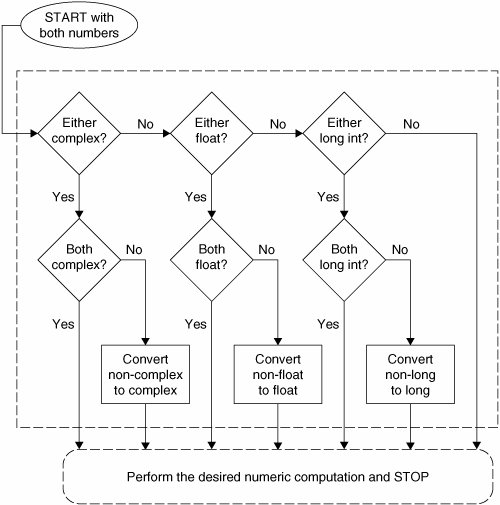 START with
both numbers
Either
complex?
No
Either
float?
No
Either
long int?
No
Yes
Yes
Yes
Both
complex?
No
Both
float?
No
Both
long int?
No
Yes
Yes
Yes
Convert
non-complex
to complex
Convert
non-float
to float
Convert
non-long
to long
Perform the desired numeric computation and STOP